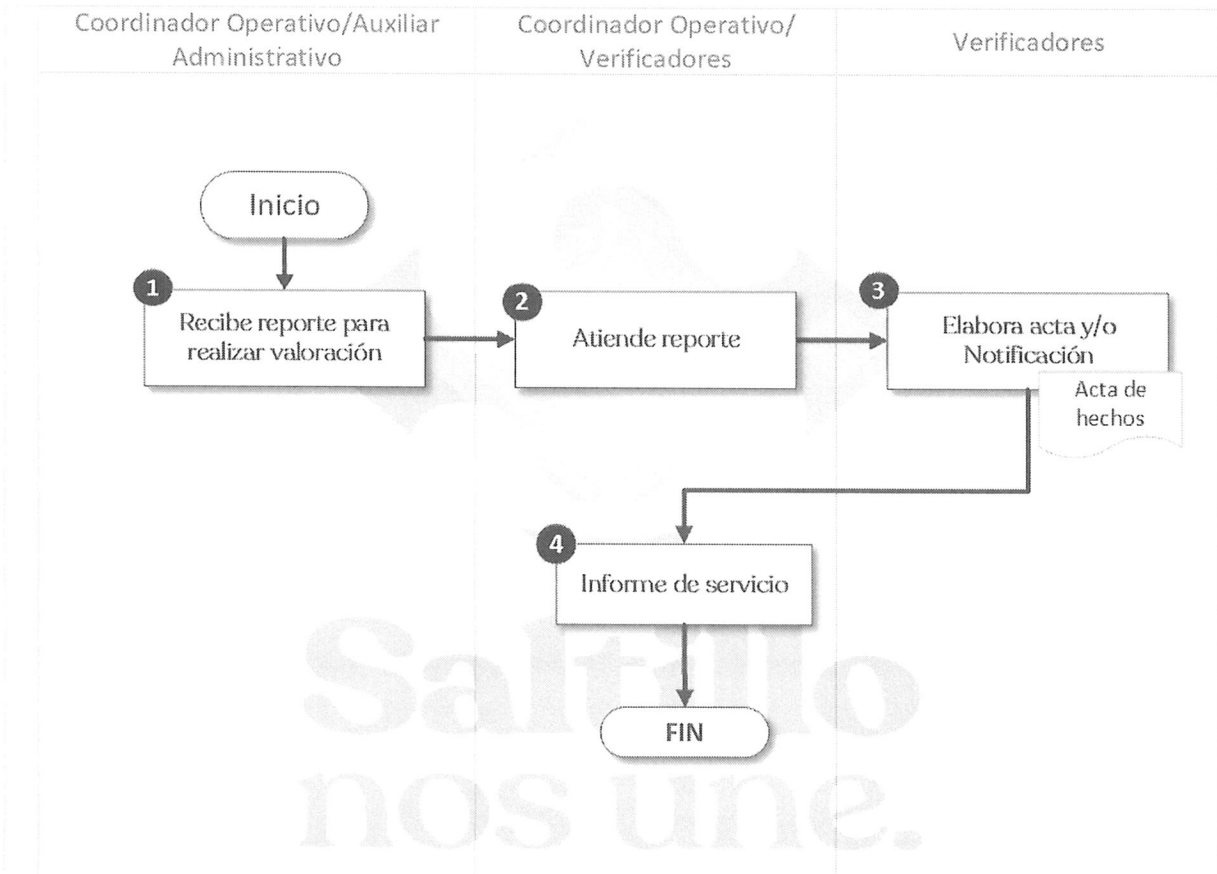 Coordinador Operativo/Auxiliar
Administrativo
Coordinador Operativo/
Verificadores
Verificadores
Inicio
1
Recibe reporte para
realizar valoración
2
Atiende reporte
3
Elabora acta y/o
Notificación
Acta de
hechos
4
Informe de servicio
FIN
Saltillo
nos une.